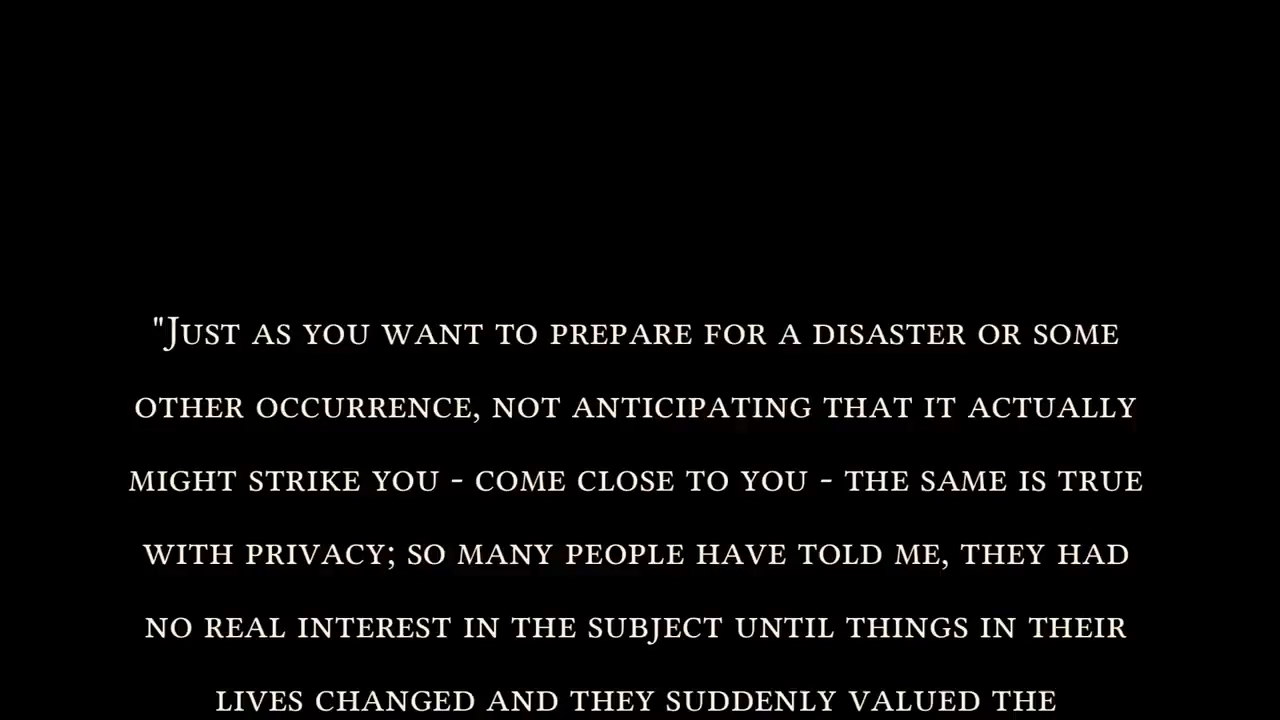 "Just as you want to prepare for a disaster or some
other occurrence, not anticipating that it actually
might strike you - come close to you - the same is true
with privacy; so many people have told me, they had
no real interest in the subject until things in their
lives changed and they suddenly valued the